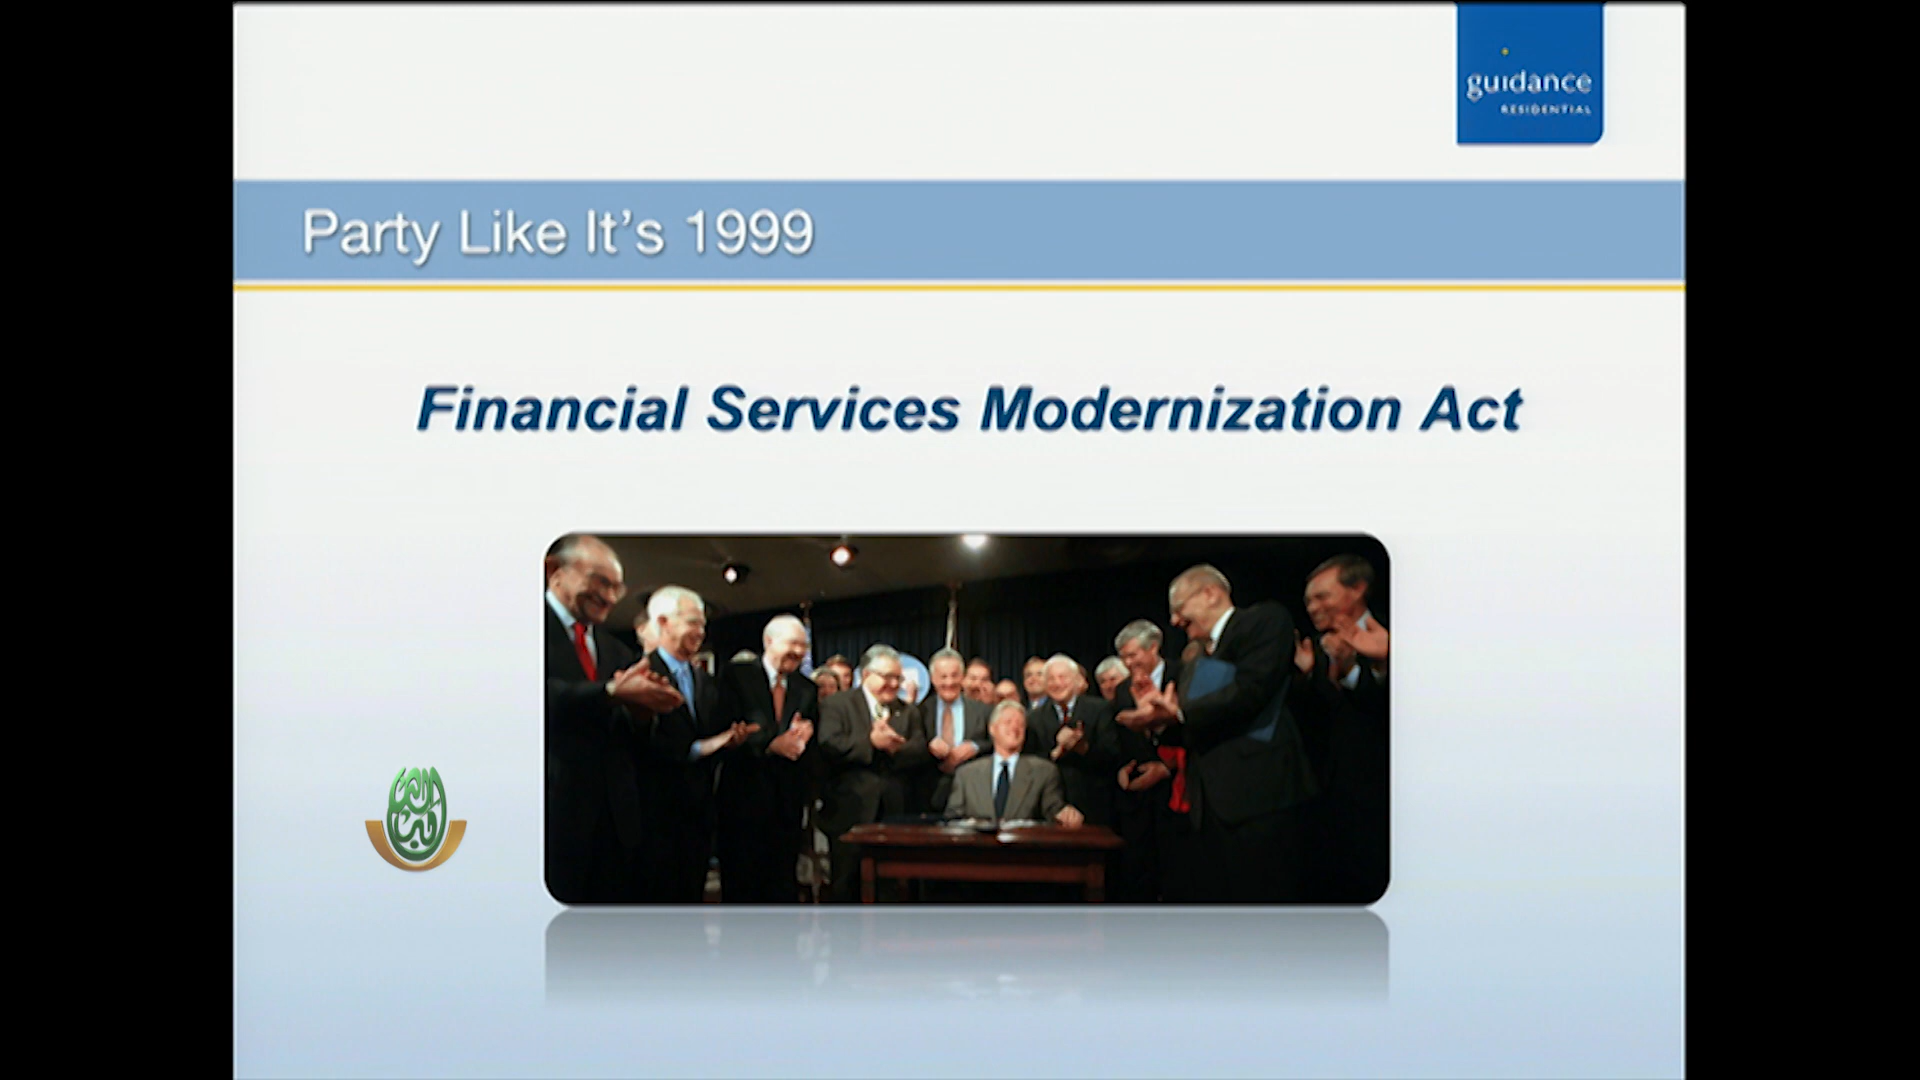 guidance
RESIDENTIAL
Party Like It's 1999
Financial Services Modernization Act